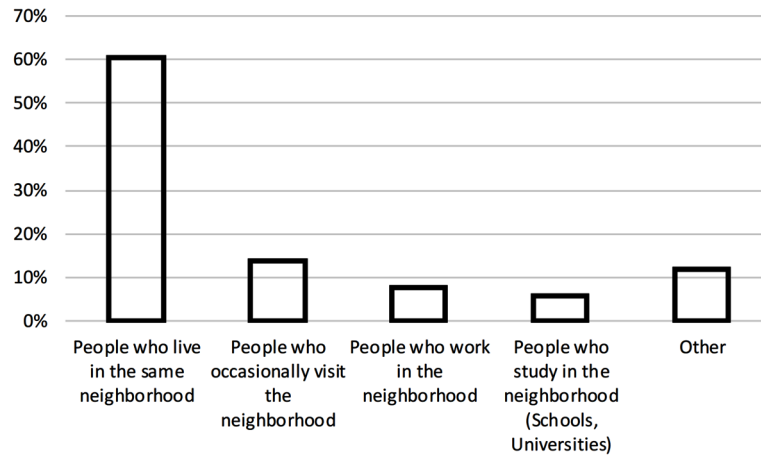 70%
60%
50%
40%
30%
20%
10%
0%
People who live
in the same
neighborhood
People who
occasionally visit
the
neighborhood
People who work
in the
neighborhood
People who
study in the
neighborhood
(Schools,
Universities)
Other